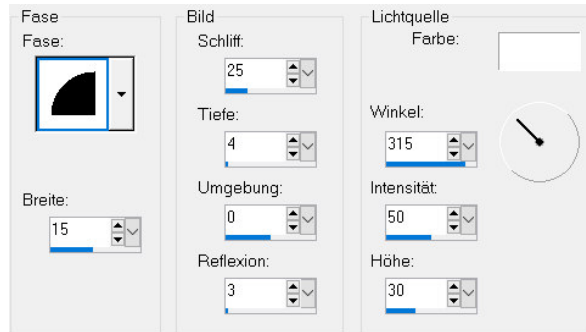 Fase
Fase:
Breite:
15
Bild
Schliff:
25
Tiefe:
4
Umgebung:
0
Reflexion:
3
Lichtquelle
Farbe:
Winkel:
315
Intensität:
50
Höhe:
30